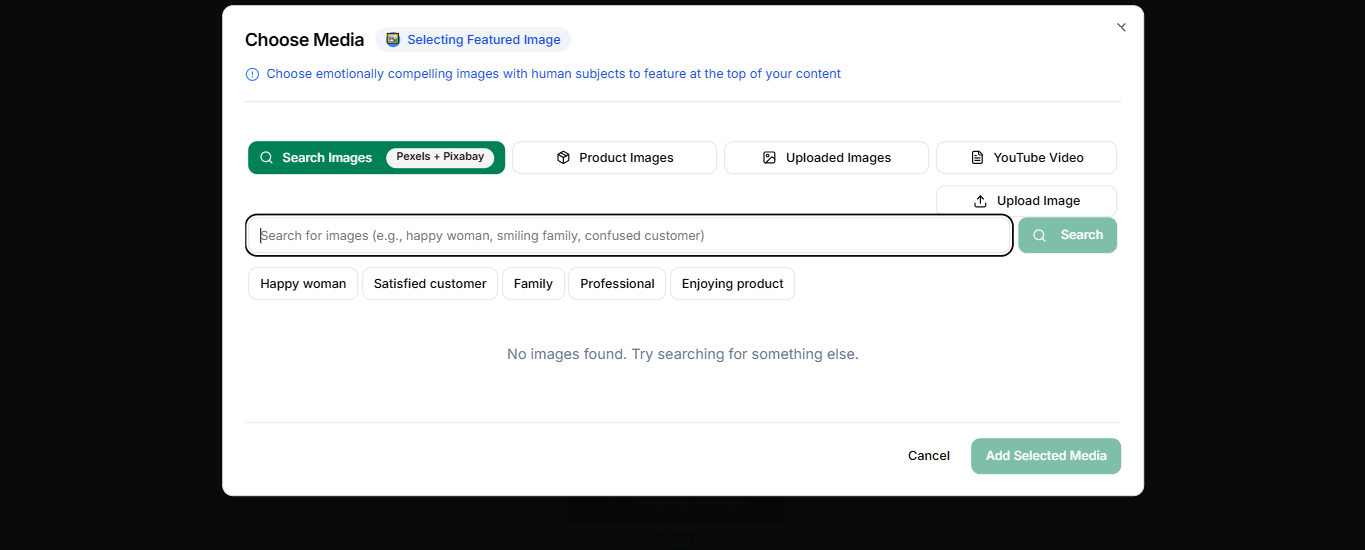 Choose Media
Selecting Featured Image
Choose emotionally compelling images with human subjects to feature at the top of your content
Search Images Pexels + Pixabay
Product Images
Uploaded Images
YouTube Video
Upload Image
Search for images (e.g., happy woman, smiling family, confused customer)
Search
Happy woman
Satisfied customer
Family
Professional
Enjoying product
No images found. Try searching for something else.
Cancel
Add Selected Media